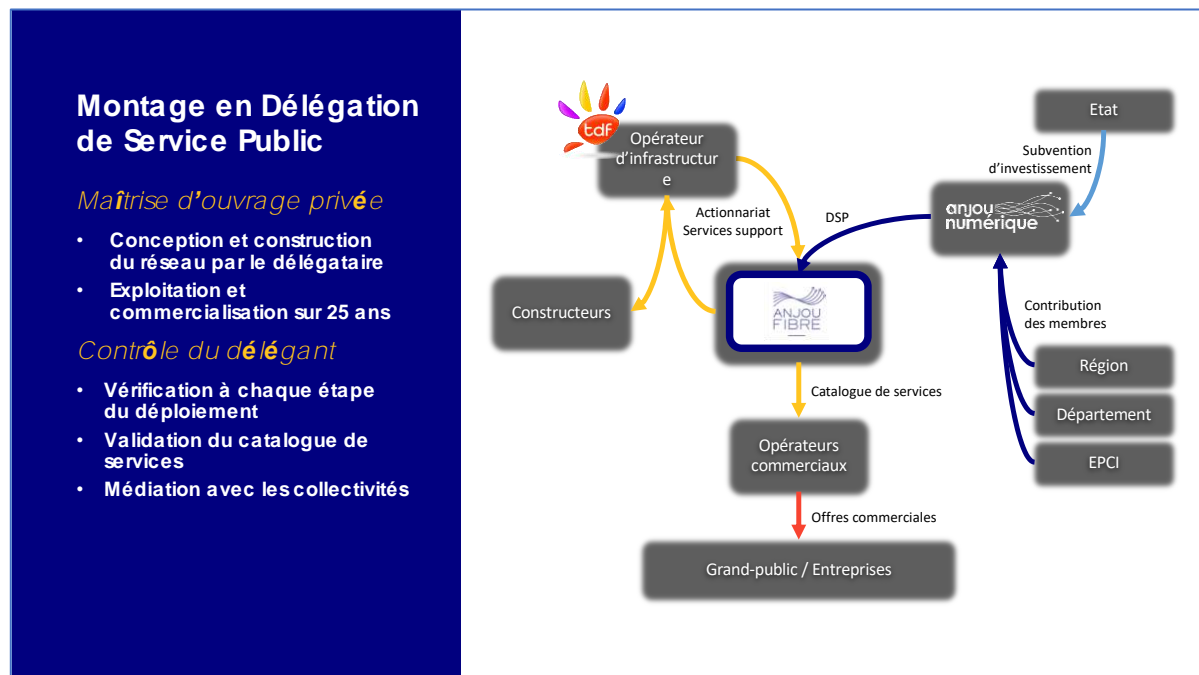 Montage en Délégation
de Service Public
Maîtrise d'ouvrage privée
• Conception et construction
du réseau par le délégataire
• Exploitation et
commercialisation sur 25 ans
Contrôle du délégant
• Vérification à chaque étape
du déploiement
• Validation du catalogue de
services
• Médiation avec les collectivités
tdf
Opérateur
d'infrastructur
e
Etat
Subvention
d'investissement
Actionnariat
Services support
DSP
anjou
numérique
Constructeurs
ANJOU
FIBRE
Contribution
des membres
Région
Département
EPCI
Catalogue de services
Opérateurs
commerciaux
Offres commerciales
Grand-public / Entreprises